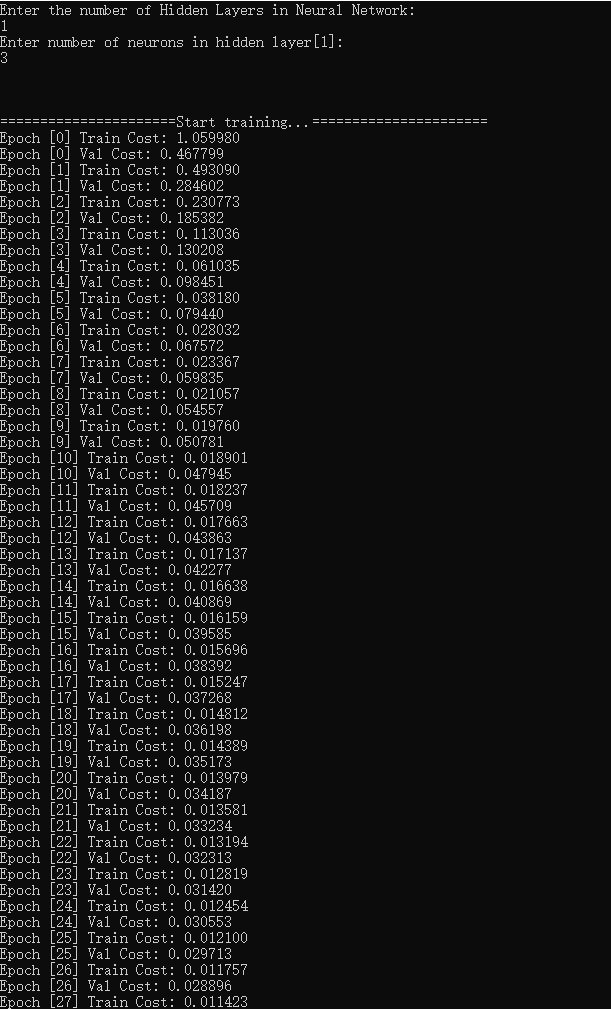 Enter the number of Hidden Layers in Neural Network:
1
Enter number of neurons in hidden layer[1]:
3
======================Start training...======================
Epoch [0] Train Cost: 1.059980
Epoch [0] Val Cost: 0.467799
Epoch [1] Train Cost: 0.493090
Epoch [1] Val Cost: 0.284602
Epoch [2] Train Cost: 0.230773
Epoch [2] Val Cost: 0.185382
Epoch [3] Train Cost: 0.113036
Epoch [3] Val Cost: 0.130208
Epoch [4] Train Cost: 0.061035
Epoch [4] Val Cost: 0.098451
Epoch [5] Train Cost: 0.038180
Epoch [5] Val Cost: 0.079440
Epoch [6] Train Cost: 0.028032
Epoch [6] Val Cost: 0.067572
Epoch [7] Train Cost: 0.023367
Epoch [7] Val Cost: 0.059835
Epoch [8] Train Cost: 0.021057
Epoch [8] Val Cost: 0.054557
Epoch [9] Train Cost: 0.019760
Epoch [9] Val Cost: 0.050781
Epoch [10] Train Cost: 0.018901
Epoch [10] Val Cost: 0.047945
Epoch [11] Train Cost: 0.018237
Epoch [11] Val Cost: 0.045709
Epoch [12] Train Cost: 0.017663
Epoch [12] Val Cost: 0.043863
Epoch [13] Train Cost: 0.017137
Epoch [13] Val Cost: 0.042277
Epoch [14] Train Cost: 0.016638
Epoch [14] Val Cost: 0.040869
Epoch [15] Train Cost: 0.016159
Epoch [15] Val Cost: 0.039585
Epoch [16] Train Cost: 0.015696
Epoch [16] Val Cost: 0.038392
Epoch [17] Train Cost: 0.015247
Epoch [17] Val Cost: 0.037268
Epoch [18] Train Cost: 0.014812
Epoch [18] Val Cost: 0.036198
Epoch [19] Train Cost: 0.014389
Epoch [19] Val Cost: 0.035173
Epoch [20] Train Cost: 0.013979
Epoch [20] Val Cost: 0.034187
Epoch [21] Train Cost: 0.013581
Epoch [21] Val Cost: 0.033234
Epoch [22] Train Cost: 0.013194
Epoch [22] Val Cost: 0.032313
Epoch [23] Train Cost: 0.012819
Epoch [23] Val Cost: 0.031420
Epoch [24] Train Cost: 0.012454
Epoch [24] Val Cost: 0.030553
Epoch [25] Train Cost: 0.012100
Epoch [25] Val Cost: 0.029713
Epoch [26] Train Cost: 0.011757
Epoch [26] Val Cost: 0.028896
Epoch [27] Train Cost: 0.011423